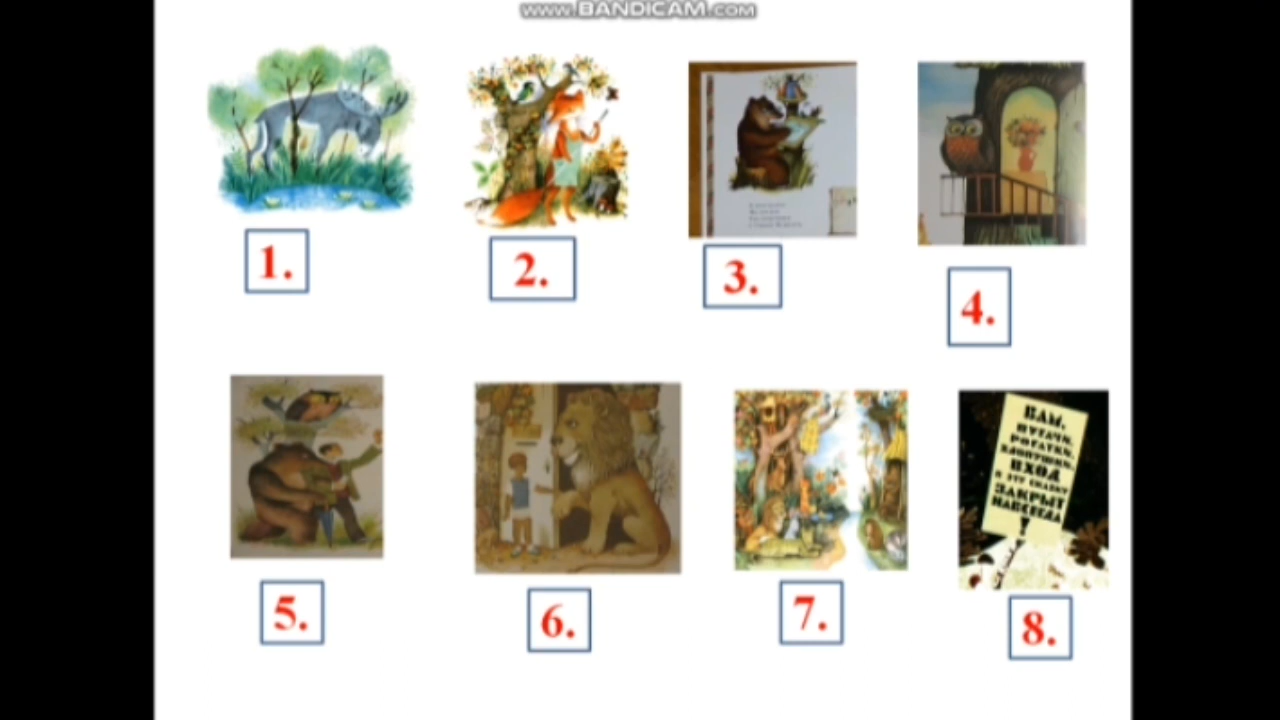 www.BANDICAM.com
1.
2.
3.
4.
ВАМ,
ПУГАЧИ,
РОГАТКИ,
ХЛОПУШКИ,
ВХОД
В ЭТУ СКАЗКУ
ЗАКРЫТ
НАВСЕГДА
!
5.
6.
7.
8.